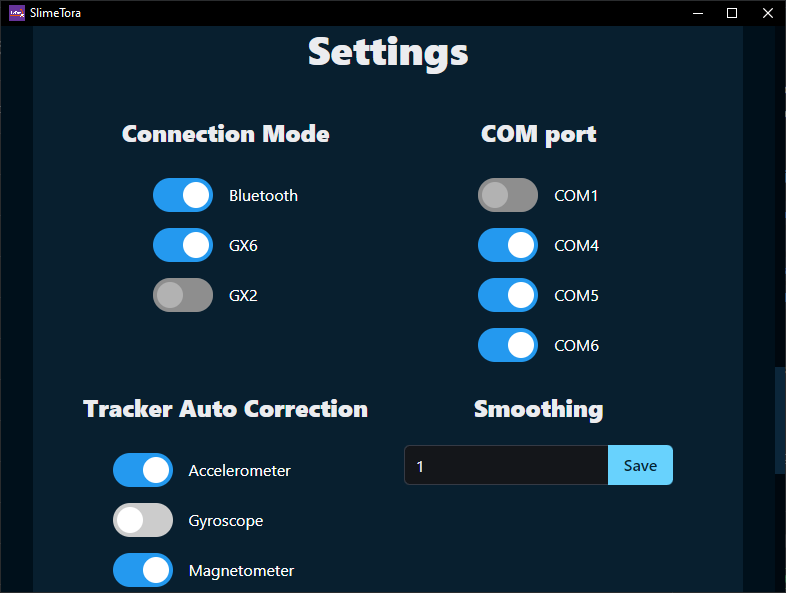 SlimeTora
Settings
Connection Mode
Bluetooth
GX6
GX2
COM port
COM1
COM4
COM5
COM6
Tracker Auto Correction
Accelerometer
Gyroscope
Magnetometer
Smoothing
1
Save